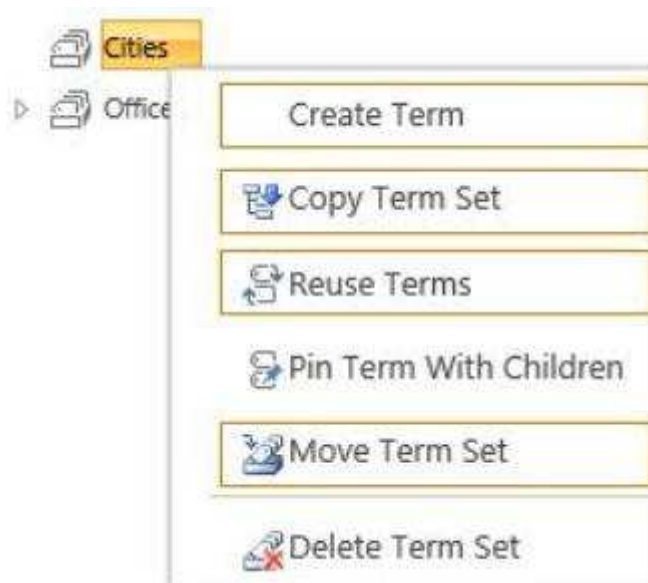 Cities
Office
Create Term
Copy Term Set
Reuse Terms
Pin Term With Children
Move Term Set
Delete Term Set